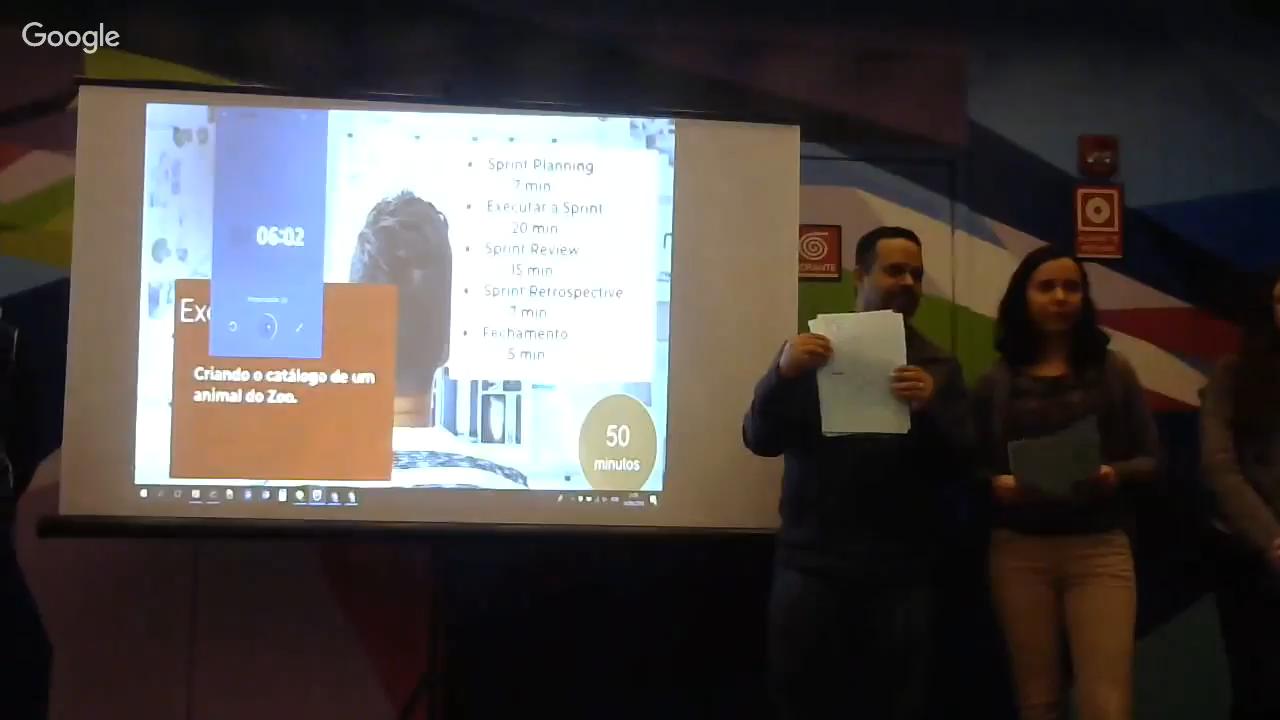 Google
06:02
Exe
Criando o catálogo de um
animal do Zoo.
• Sprint Planning
7 min
• Executar a Sprint
20 min
• Sprint Review
15 min
• Sprint Retrospective
7 min
• Fechamento
5 min
50
minutos
DRANTE